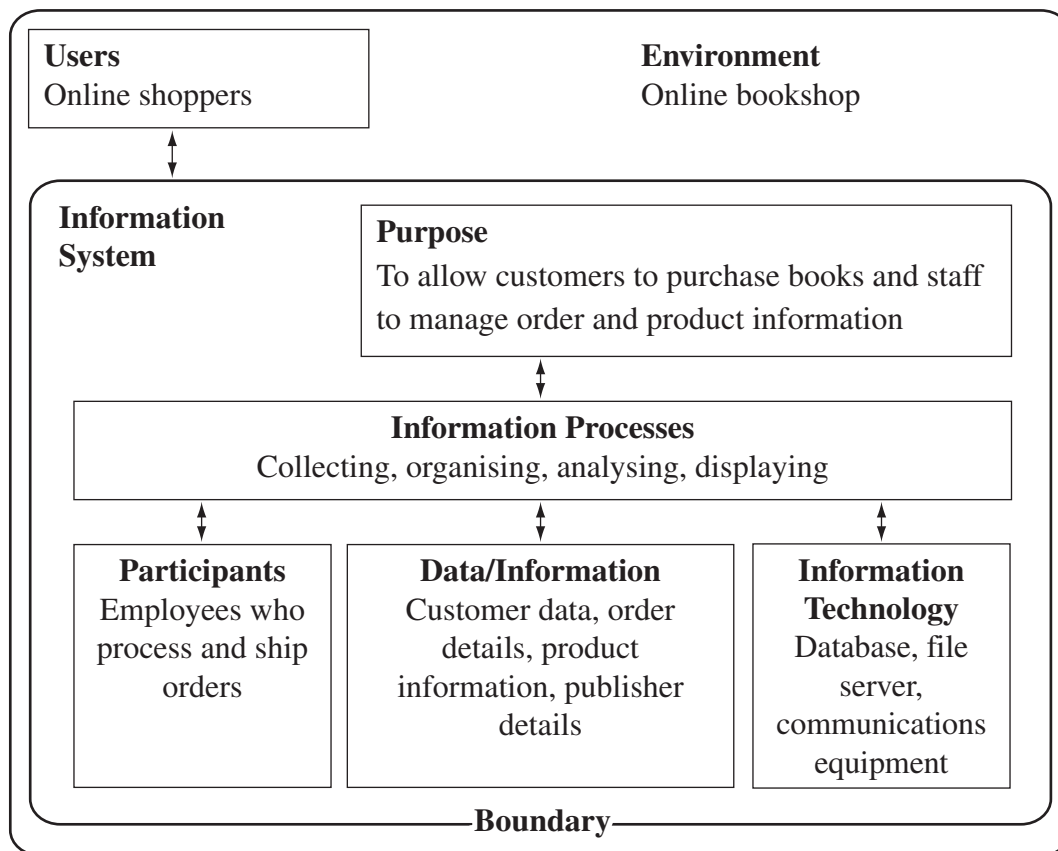 Users
Online shoppers
Environment
Online bookshop
Information
System
Purpose
To allow customers to purchase books and staff
to manage order and product information
Information Processes
Collecting, organising, analysing, displaying
Participants
Employees who
process and ship
orders
Data/Information
Customer data, order
details, product
information, publisher
details
Information
Technology
Database, file
server,
communications
equipment
Boundary